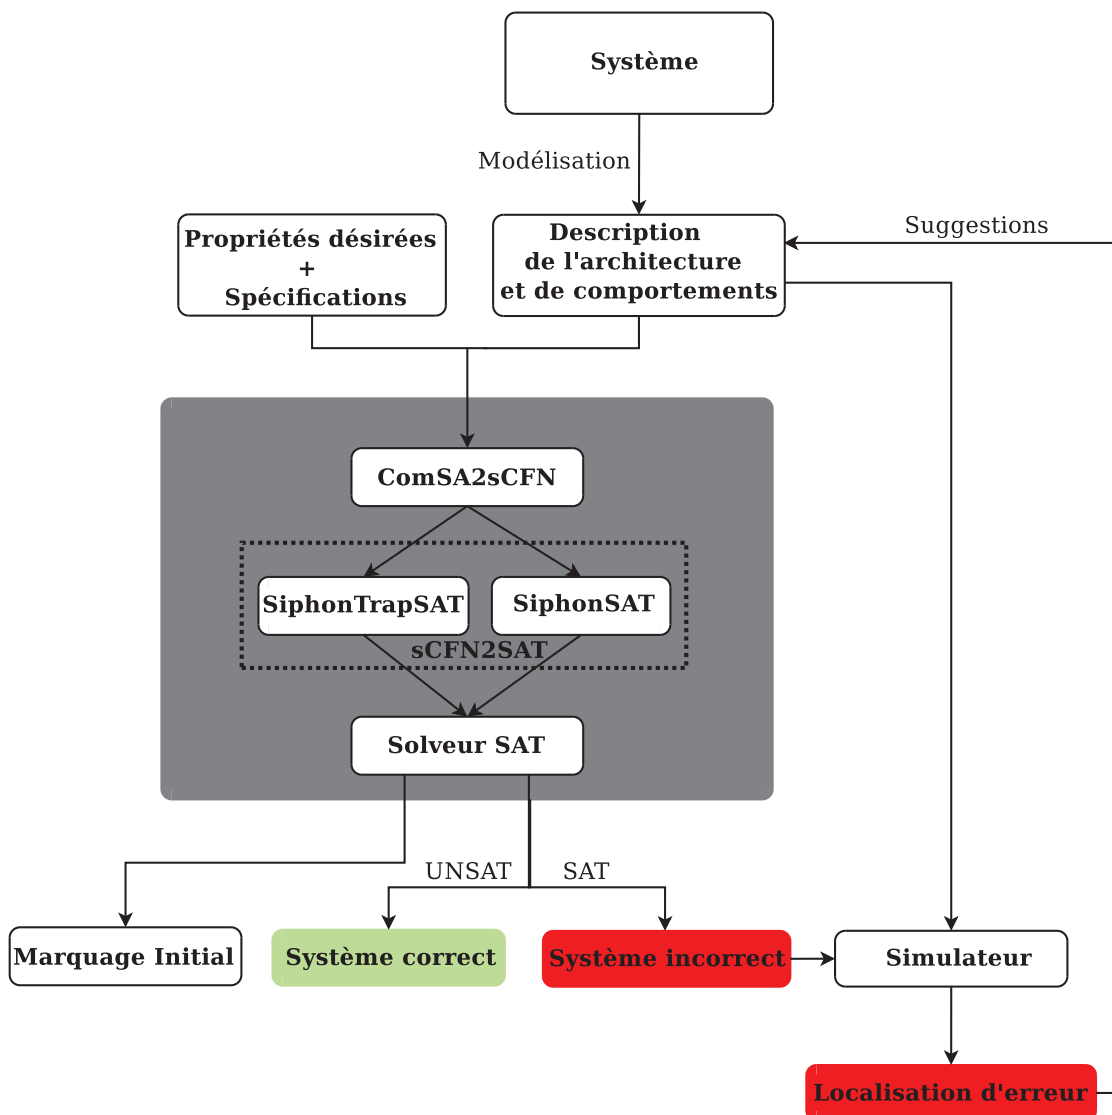 Système
Modélisation
Propriétés désirées
+
Spécifications
Description
de l'architecture
et de comportements
Suggestions
ComSA2sCFN
SiphonTrapSAT
SiphonSAT
sCFN2SAT
Solveur SAT
UNSAT
SAT
Marquage Initial
Système correct
Système incorrect
Simulateur
Localisation d'erreur